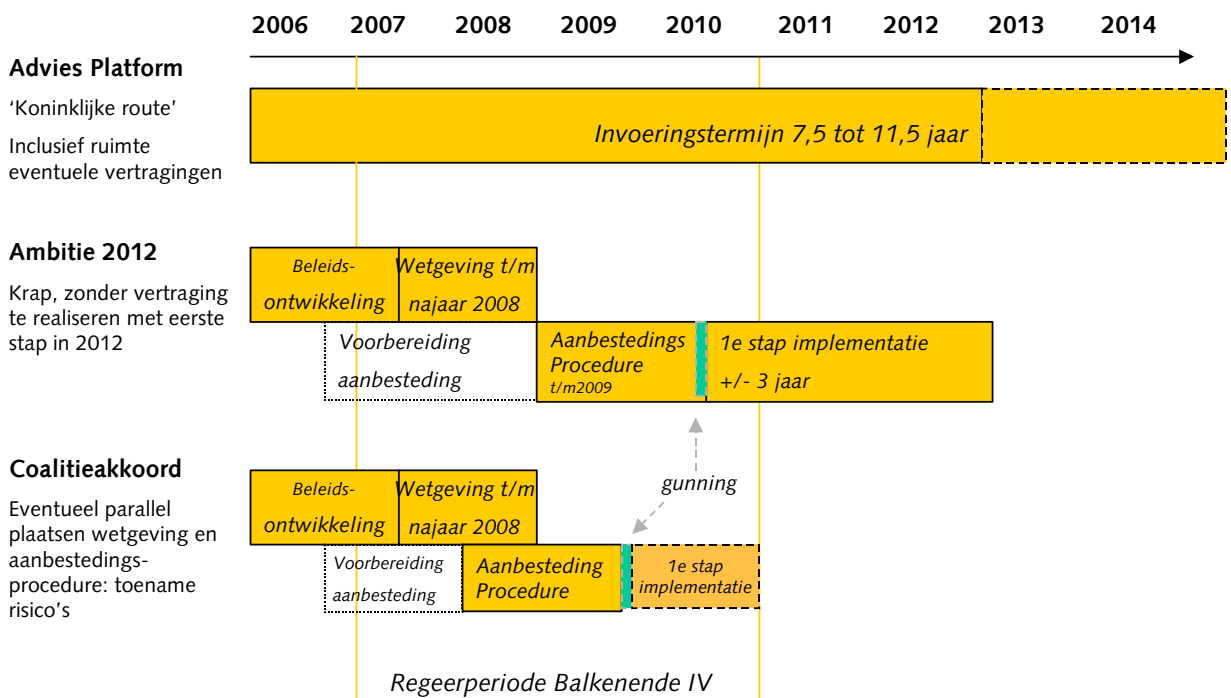 2006 2007 2008 2009 2010 2011 2012 2013 2014
Advies Platform
‘Koninklijke route’
Inclusief ruimte
eventuele vertragingen
Invoeringstermijn 7,5 tot 11,5 jaar
Ambitie 2012
Krap, zonder vertraging
te realiseren met eerste
stap in 2012
Beleids-
ontwikkeling
Wetgeving t/m
najaar 2008
Voorbereiding
aanbesteding
Aanbestedings
Procedure
t/m2009
1e stap implementatie
+/- 3 jaar
gunning
Coalitieakkoord
Eventueel parallel
plaatsen wetgeving en
aanbestedings-
procedure: toename
risico's
Beleids-
ontwikkeling
Wetgeving t/m
najaar 2008
Voorbereiding
aanbesteding
Aanbesteding
Procedure
1e stap
implementatie
Regeerperiode Balkenende IV